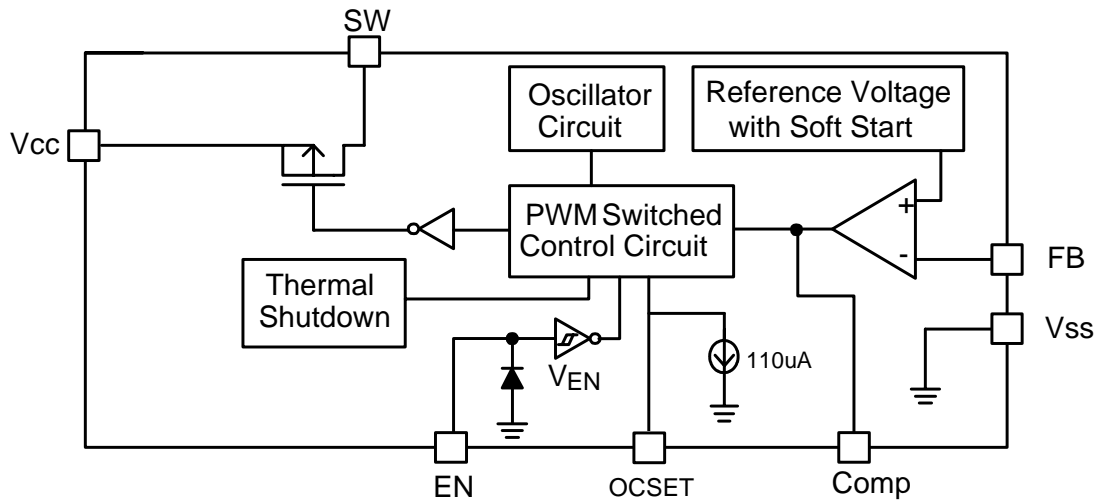 SW
Oscillator
Circuit
Reference Voltage
with Soft Start
Vcc
+
PWM Switched
Control Circuit
-
FB
Thermal
Shutdown
Vss
VEN
110uA
EN
OCSET
Comp